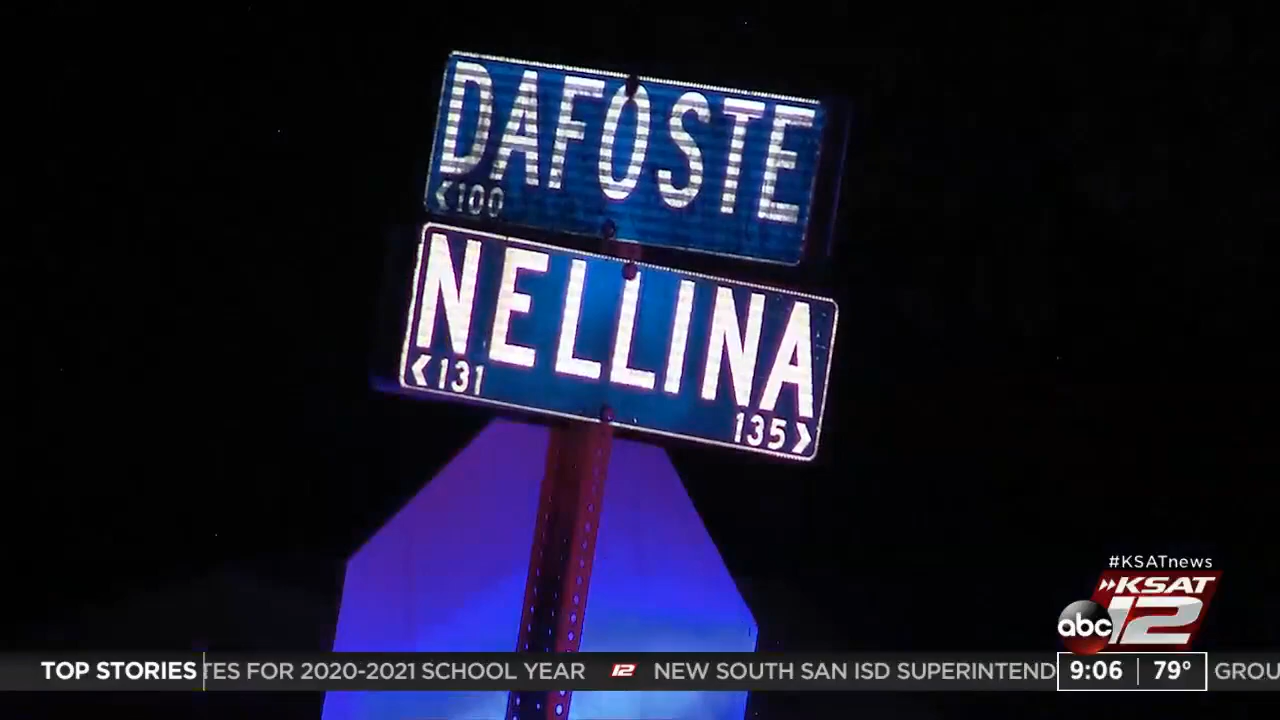 DAFOSTE
<100
NELLINA
<131
135>
#KSATnews
KSAT
abc 12
TOP STORIES TES FOR 2020-2021 SCHOOL YEAR 12 NEW SOUTH SAN ISD SUPERINTEND 9:06 79° GROU